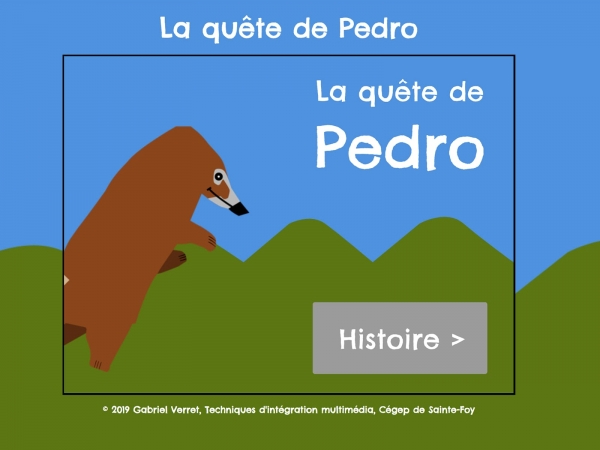 La quête de Pedro
La quête de
Pedro
Histoire >
© 2019 Gabriel Verret, Techniques d'intégration multimédia, Cégep de Sainte-Foy